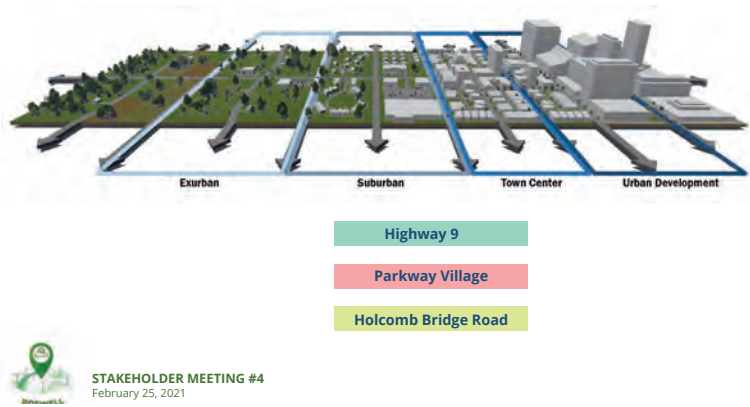 Exurban
Suburban
Town Center
Urban Development
Highway 9
Parkway Village
Holcomb Bridge Road
STAKEHOLDER MEETING #4
February 25, 2021
ROSWELL